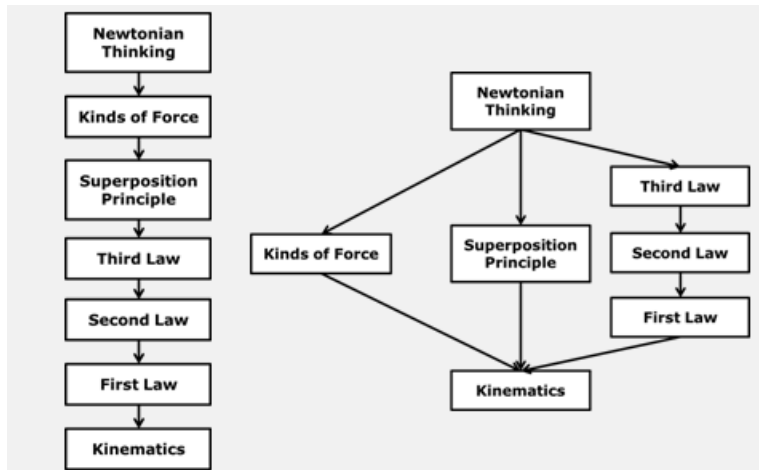 Newtonian
Thinking
Kinds of Force
Superposition
Principle
Third Law
Second Law
First Law
Kinematics
Newtonian
Thinking
Third Law
Kinds of Force
Superposition
Principle
Second Law
First Law
Kinematics